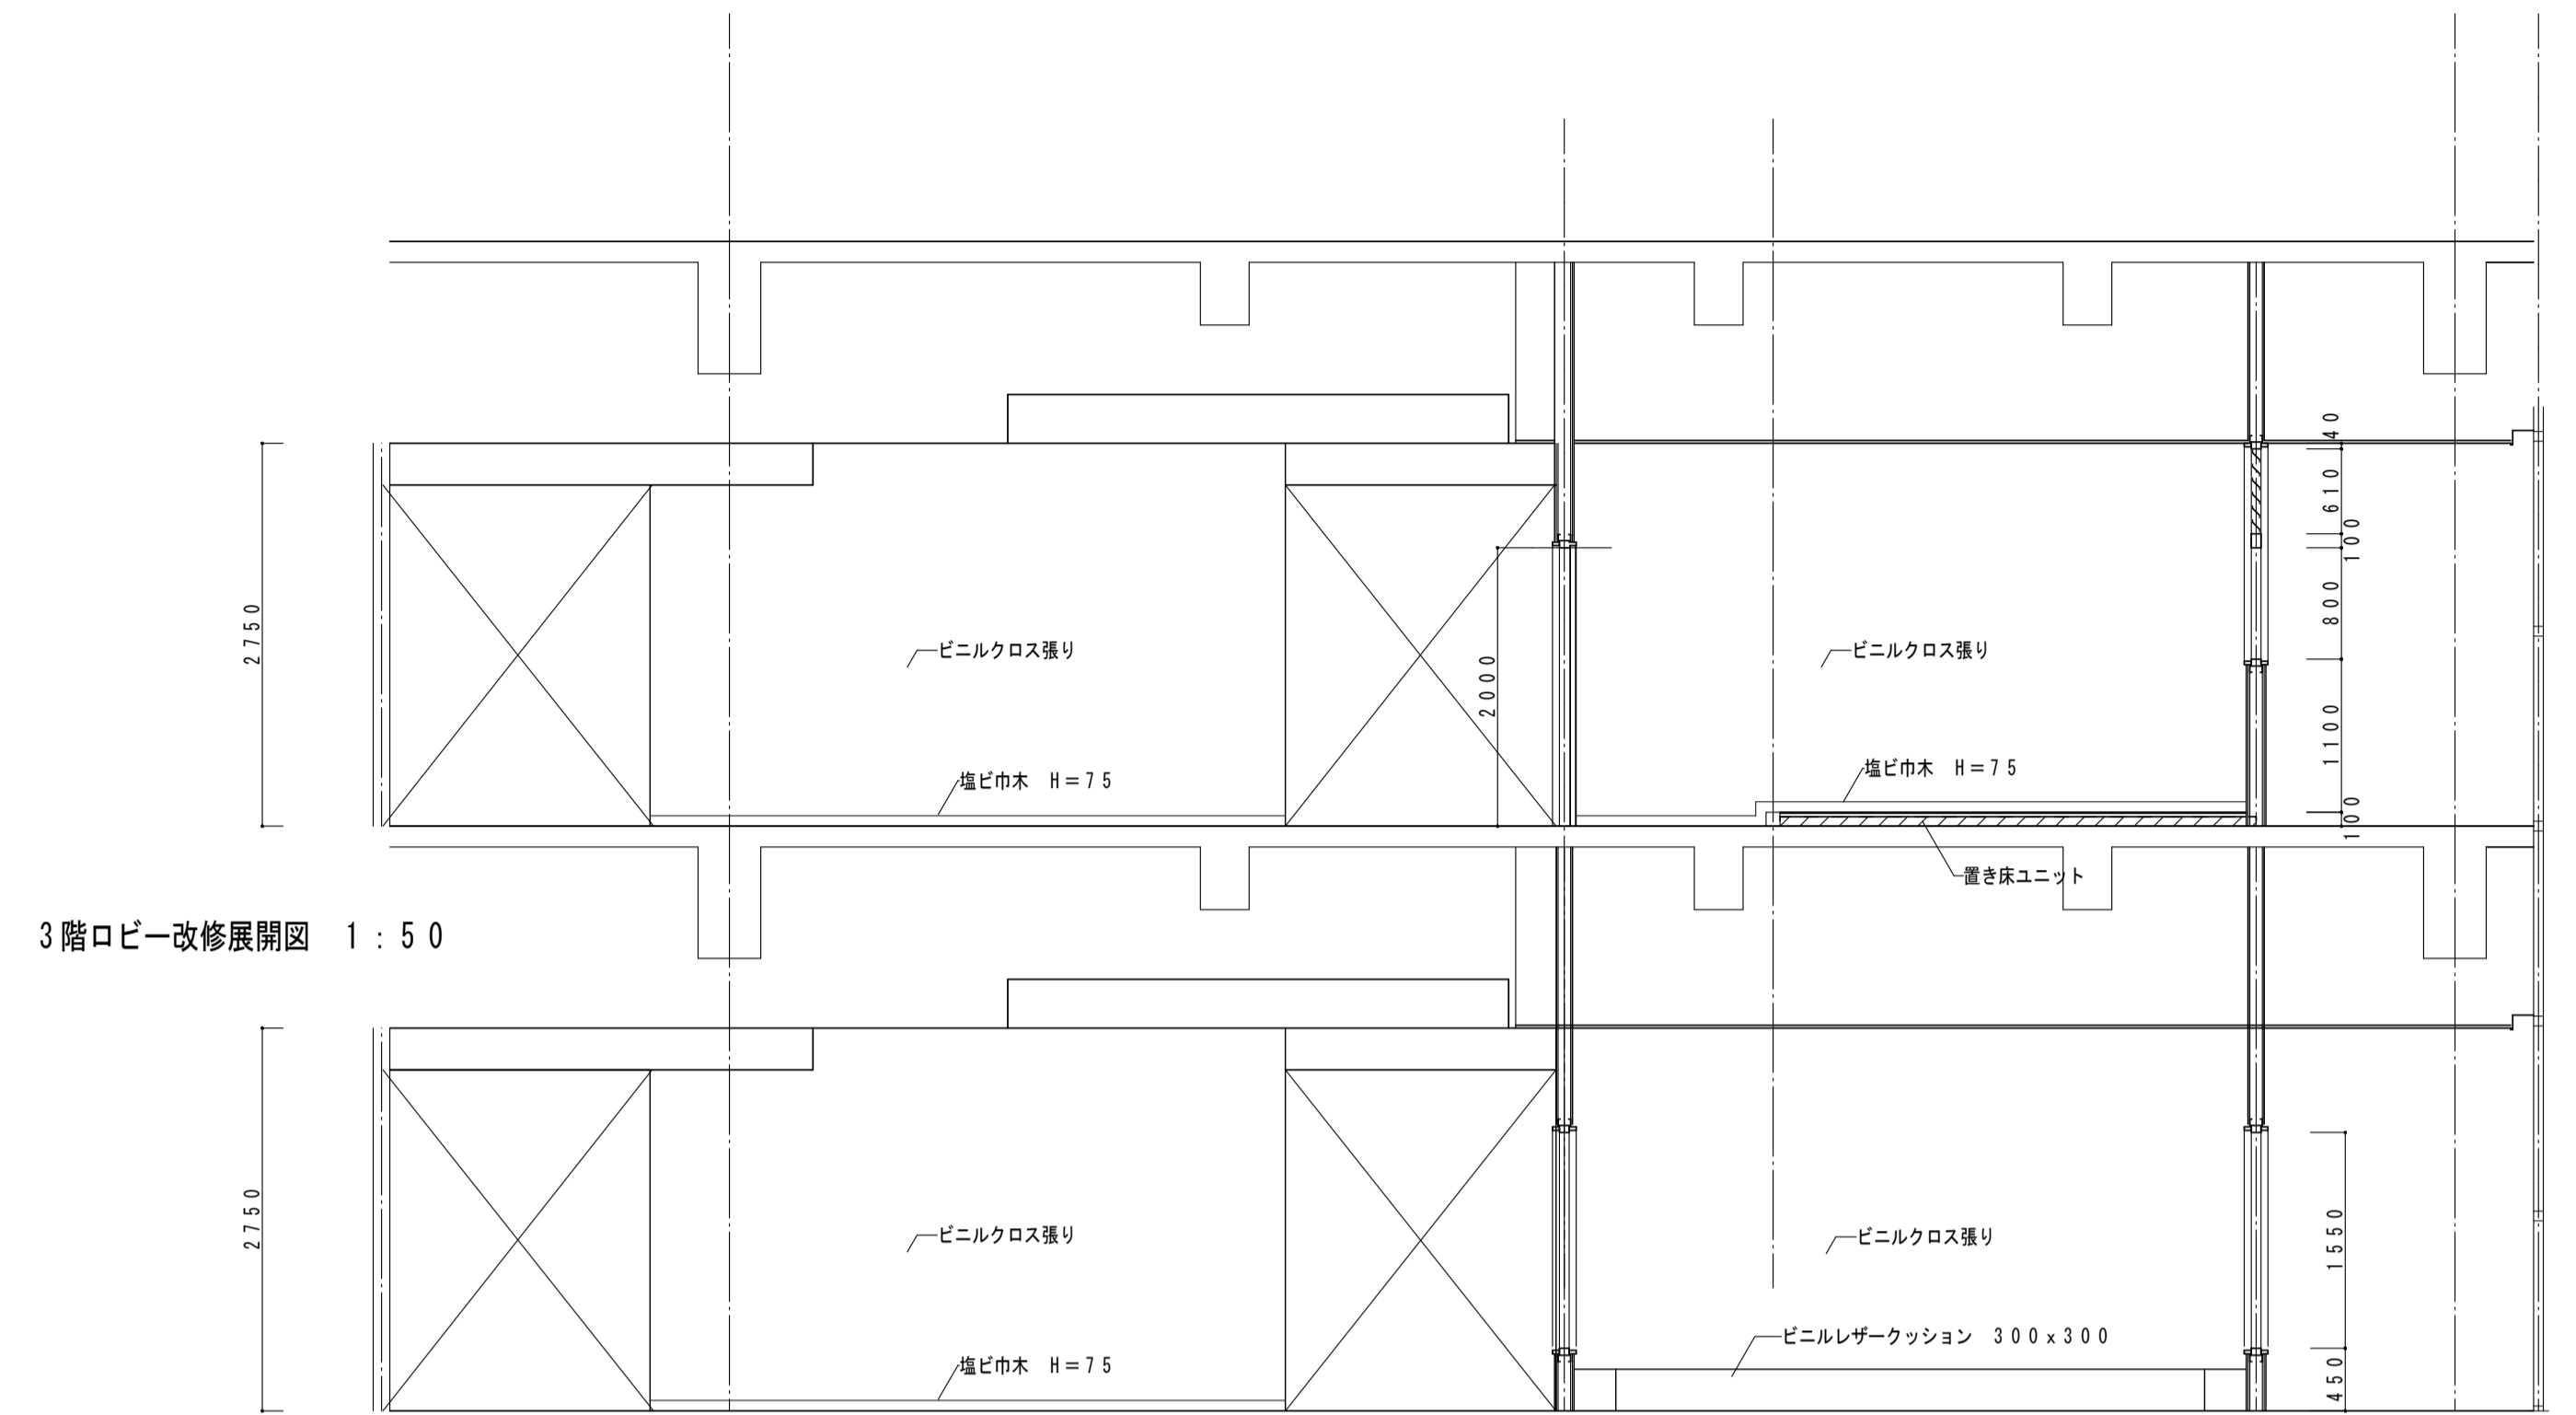 40
610
100
800
2750
ビニルクロス張り
ビニルクロス張り
2000
1100
塩ビ巾木 H=75
塩ビ巾木 H=75
100
置き床ユニット
3階ロビー改修展開図 1:50
2750
ビニルクロス張り
ビニルクロス張り
1550
ビニルレザークッション 300x300
塩ビ巾木 H=75
450